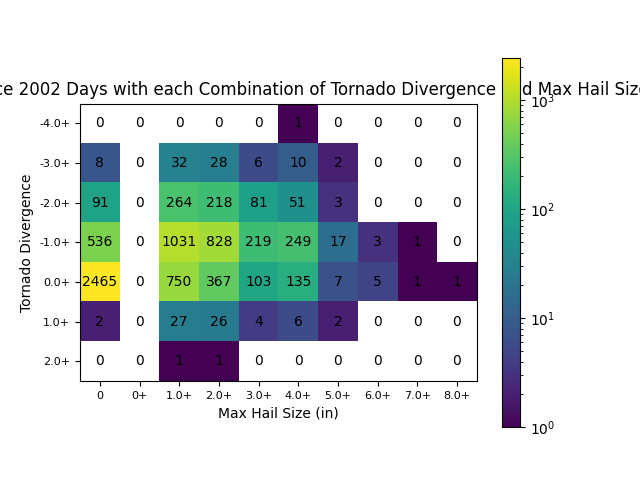 ce 2002 Days with each Combination of Tornado Divergence nd Max Hail Size
Tornado Divergence
-4.0+ 0 0 0 0 0 1 0 0 0 0
-3.0+ 8 0 32 28 6 10 2 0 0 0
-2.0+ 91 0 264 218 81 51 3 0 0 0
-1.0+ 536 0 1031 828 219 249 17 3 1 0
0.0+ 2465 0 750 367 103 135 7 5 1 1
1.0+ 2 0 27 26 4 6 2 0 0 0
2.0+ 0 0 1 1 0 0 0 0 0 0
0 0+ 1.0+ 2.0+ 3.0+ 4.0+ 5.0+ 6.0+ 7.0+ 8.0+
Max Hail Size (in)
10³
10²
10¹
10⁰